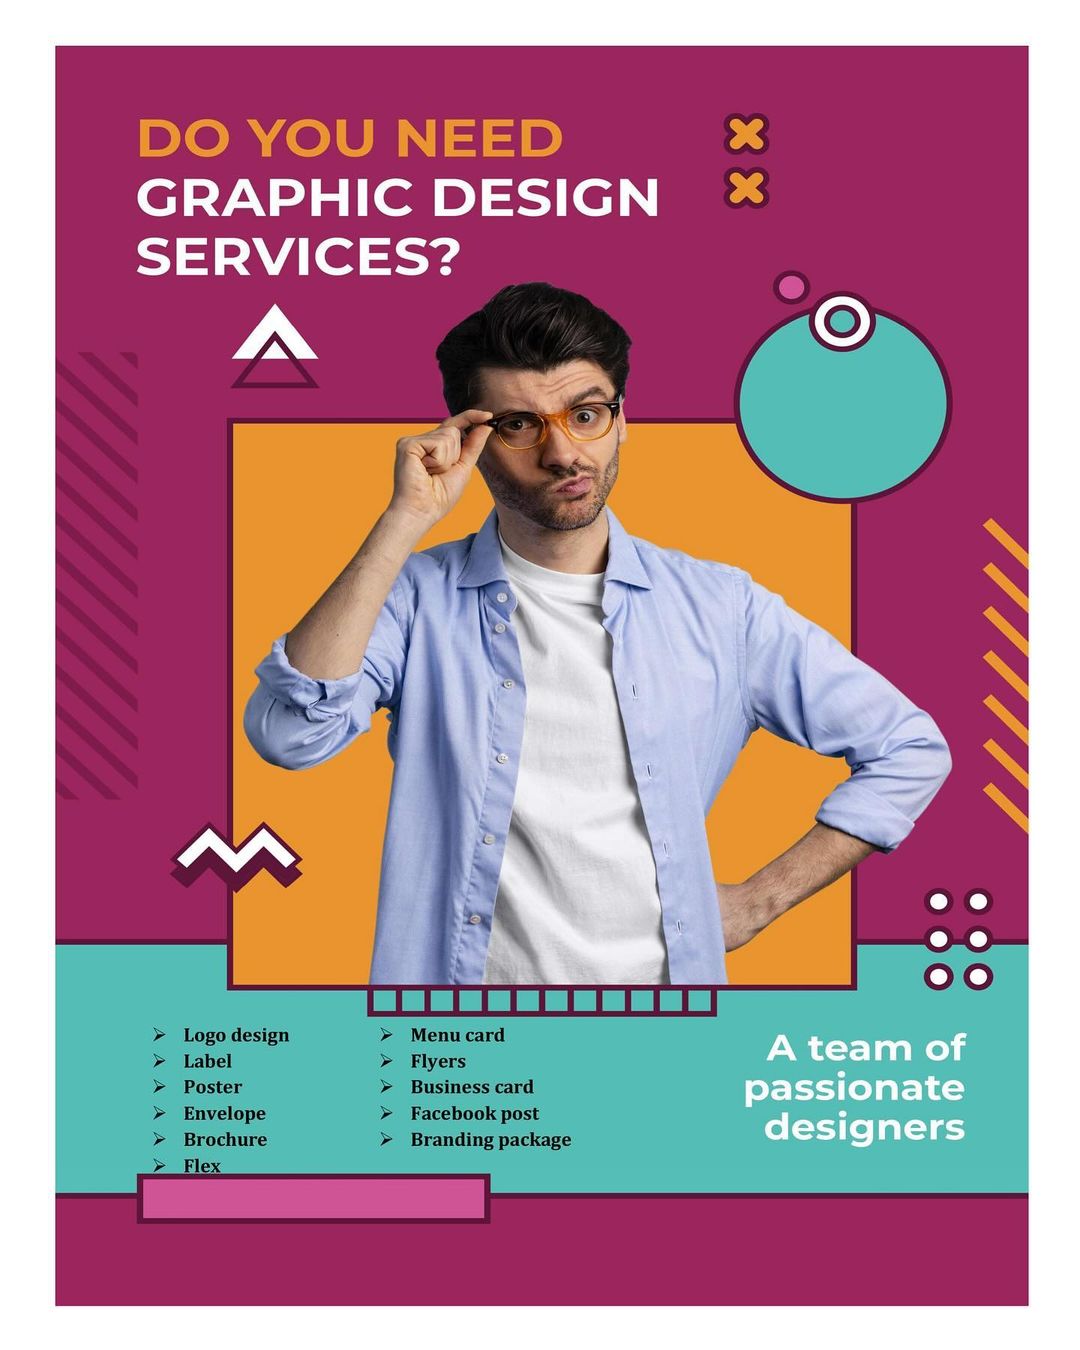 DO YOU NEED
GRAPHIC DESIGN
SERVICES?
Logo design
Label
Poster
Envelope
Brochure
Flex
Menu card
Flyers
Business card
Facebook post
Branding package
A team of
passionate
designers